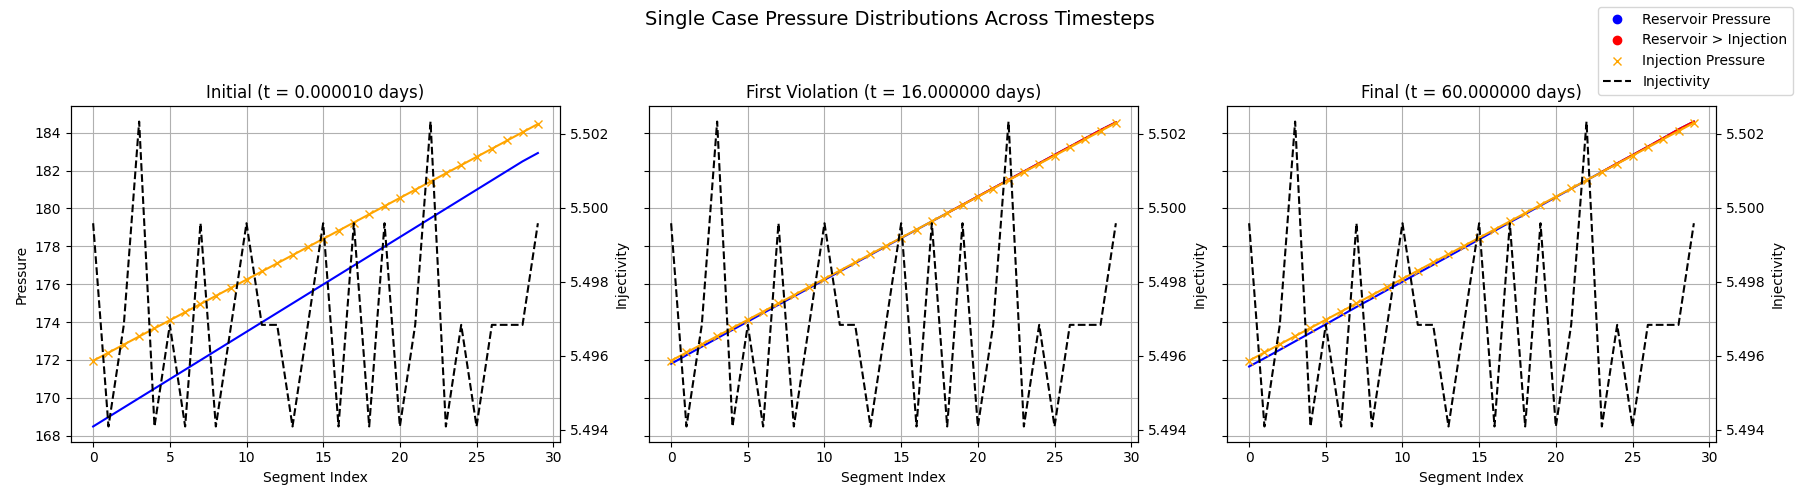 Single Case Pressure Distributions Across Timesteps
Reservoir Pressure
Reservoir > Injection
Injection Pressure
Injectivity
Initial (t = 0.000010 days)
Pressure
184
182
180
178
176
174
172
170
168
0 5 10 15 20 25 30
Segment Index
5.502
5.500
5.498
5.496
5.494
Injectivity
First Violation (t = 16.000000 days)
0 5 10 15 20 25 30
Segment Index
5.502
5.500
5.498
5.496
5.494
Injectivity
Final (t = 60.000000 days)
0 5 10 15 20 25 30
Segment Index
5.502
5.500
5.498
5.496
5.494
Injectivity